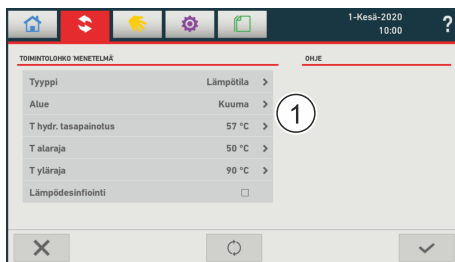 1-Kesä-2020
10:00
?
TOIMINTOLOHKO 'MENETELMÄ'
OHJE
Tyyppi Lämpötila >
Alue Kuuma >
T hydr. tasapainotus 57 °C >
T alaraja 50 °C >
T yläraja 90 °C >
Lämpödesinfiointi
1